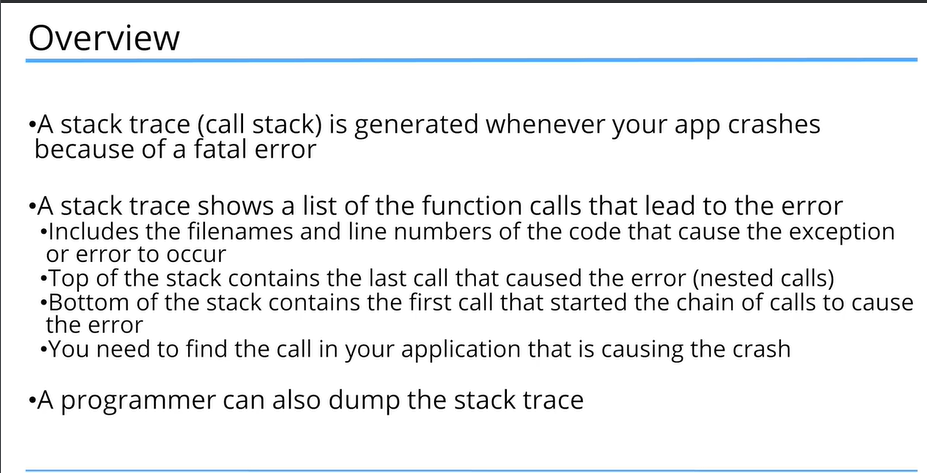 Overview
•A stack trace (call stack) is generated whenever your app crashes
because of a fatal error
•A stack trace shows a list of the function calls that lead to the error
•Includes the filenames and line numbers of the code that cause the exception
or error to occur
•Top of the stack contains the last call that caused the error (nested calls)
•Bottom of the stack contains the first call that started the chain of calls to cause
the error
•You need to find the call in your application that is causing the crash
•A programmer can also dump the stack trace